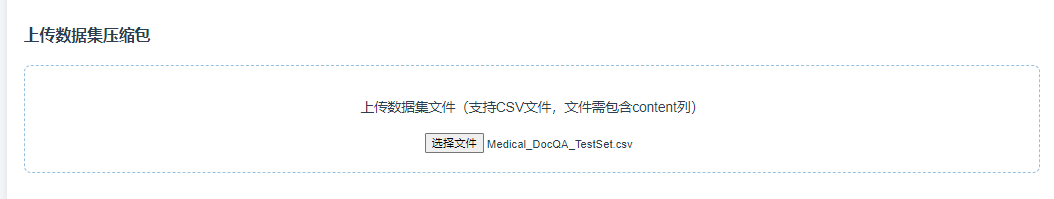 上传数据集压缩包
上传数据集文件（支持CSV文件，文件需包含content列）
选择文件 Medical_DocQA_TestSet.csv